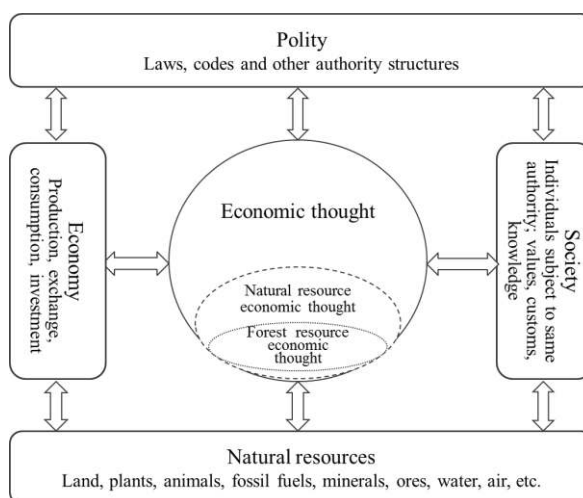 Polity
Laws, codes and other authority structures
Economy
Production, exchange,
consumption, investment
Economic thought
Natural resource
economic thought
Forest resource
economic
thought
Society
Individuals subject to same
authority; values, customs,
knowledge
Natural resources
Land, plants, animals, fossil fuels, minerals, ores, water, air, etc.